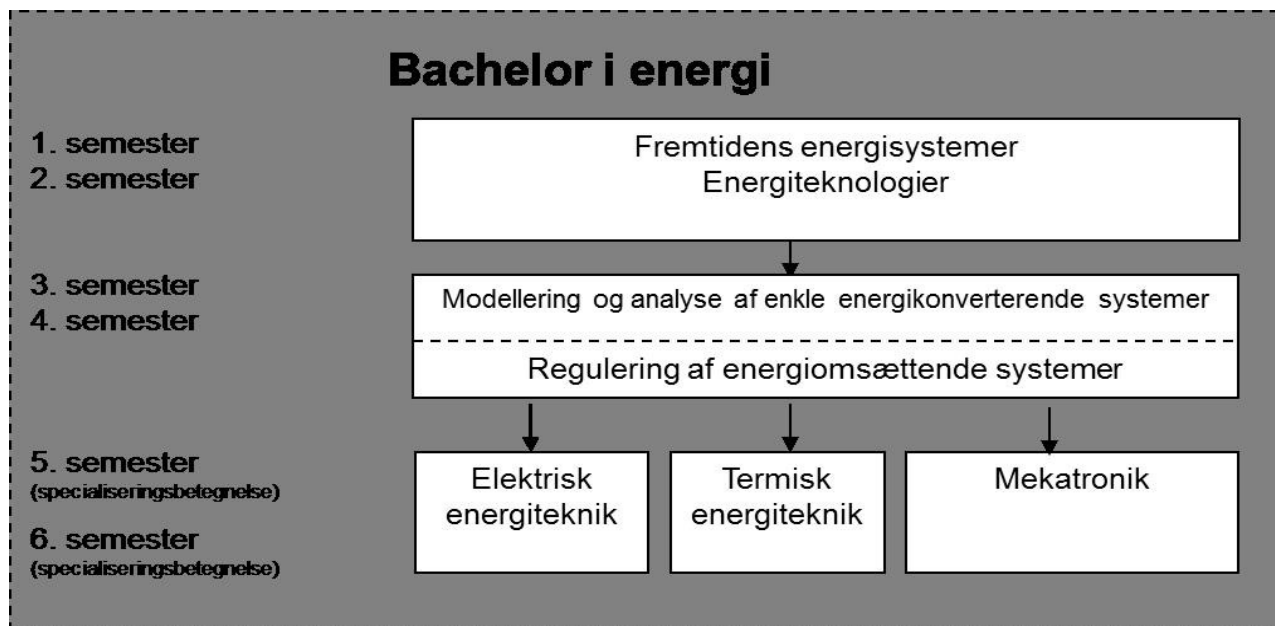 Bachelor i energi
1. semester
2. semester
Fremtidens energisystemer
Energiteknologier
3. semester
4. semester
Modellering og analyse af enkle energikonverterende systemer
Regulering af energiomsættende systemer
5. semester
(specialiseringsbetegnelse)
6. semester
(specialiseringsbetegnelse)
Elektrisk
energiteknik
Termisk
energiteknik
Mekatronik